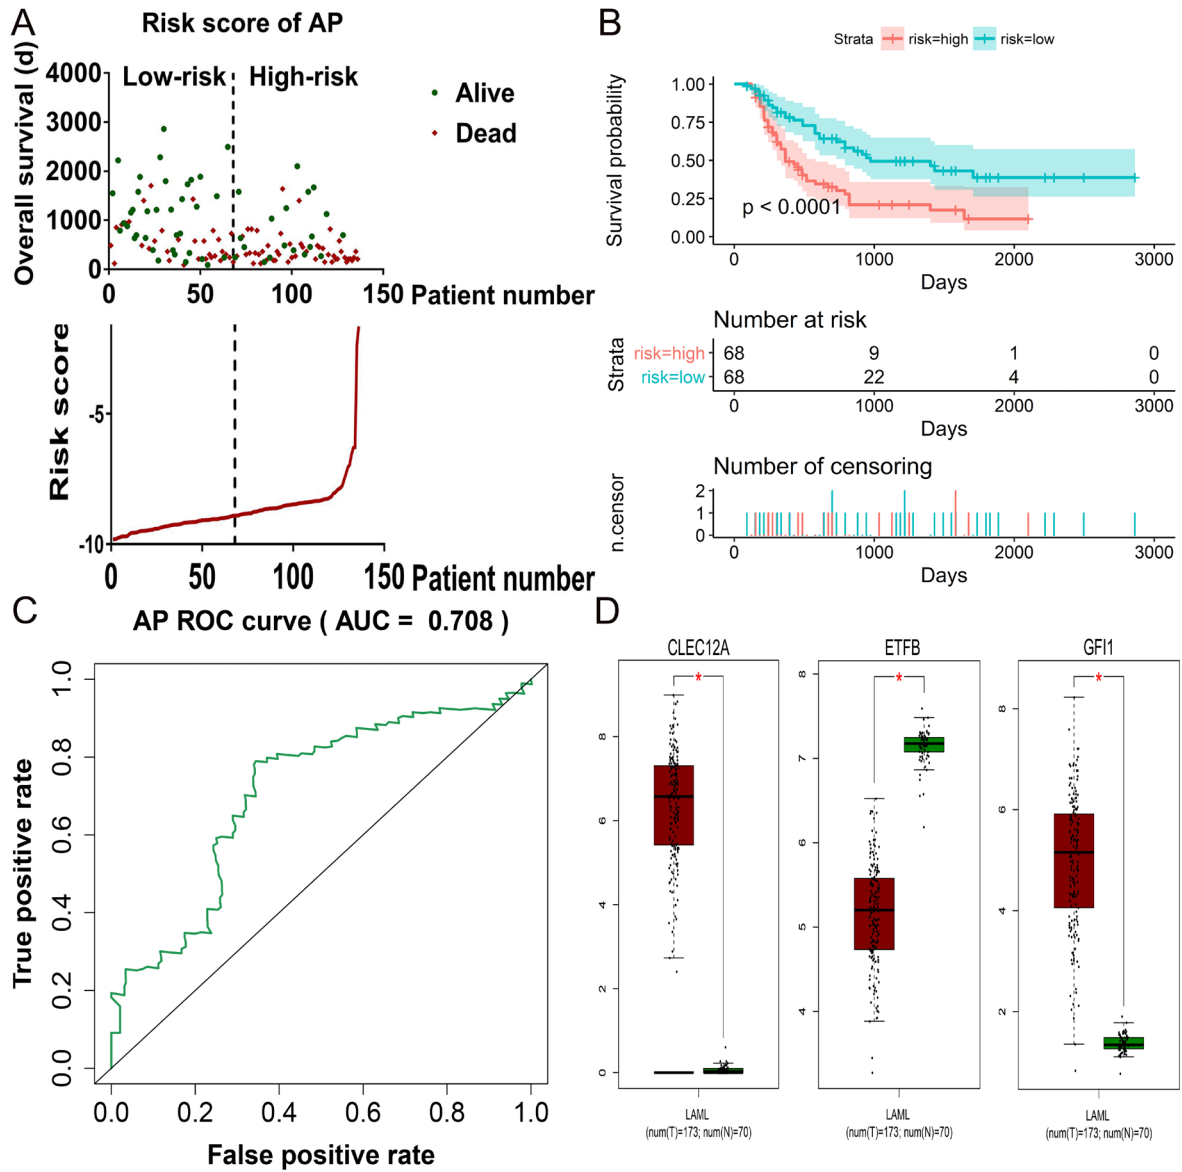 A
Risk score of AP
Overall survival (d)
4000
3000
2000
1000
0
Low-risk
High-risk
Alive
Dead
0 50 100 150 Patient number
Risk score
-5
-10
0 50 100 150 Patient number
B
Strata risk=high risk=low
Survival probability
1.00
0.75
0.50
0.25
0.00
p < 0.0001
0 1000 2000 3000
Days
Number at risk
Strata
risk=high 68 9 1 0
risk=low 68 22 4 0
0 1000 2000 3000
Days
Number of censoring
n.censor
2
1
0
0 1000 2000 3000
Days
C
AP ROC curve ( AUC = 0.708 )
True positive rate
1.0
0.8
0.6
0.4
0.2
0.0
0.0 0.2 0.4 0.6 0.8 1.0
False positive rate
D
CLEC12A
*
8
6
4
2
0
LAML
(num(T)=173; num(N)=70)
ETFB
*
8
7
6
5
4
LAML
(num(T)=173; num(N)=70)
GFI1
*
8
6
4
2
LAML
(num(T)=173; num(N)=70)